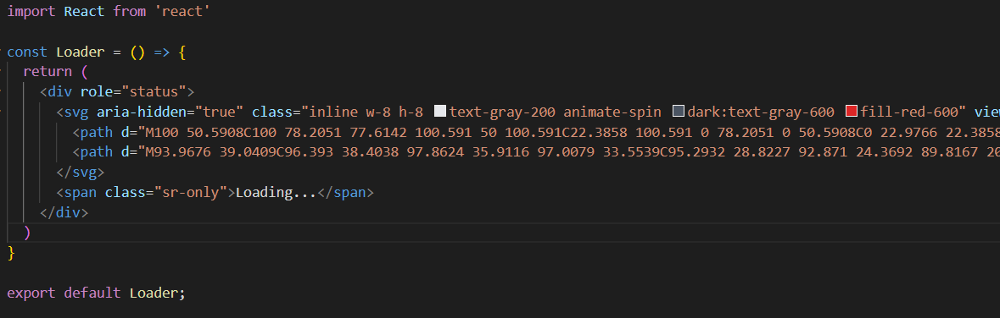 import React from 'react'
const Loader = () => {
return (
<div role="status">
<svg aria-hidden="true" class="inline w-8 h-8 text-gray-200 animate-spin dark:text-gray-600 fill-red-600" view
<path d="M100 50.5908C100 78.2051 77.6142 100.591 50 100.591C22.3858 100.591 0 78.2051 0 50.5908C0 22.9766 22.3858
<path d="M93.9676 39.0409C96.393 38.4038 97.8624 35.9116 97.0079 33.5539C95.2932 28.8227 92.871 24.3692 89.8167 20
</svg>
<span class="sr-only">Loading...</span>
</div>
)
}
export default Loader;